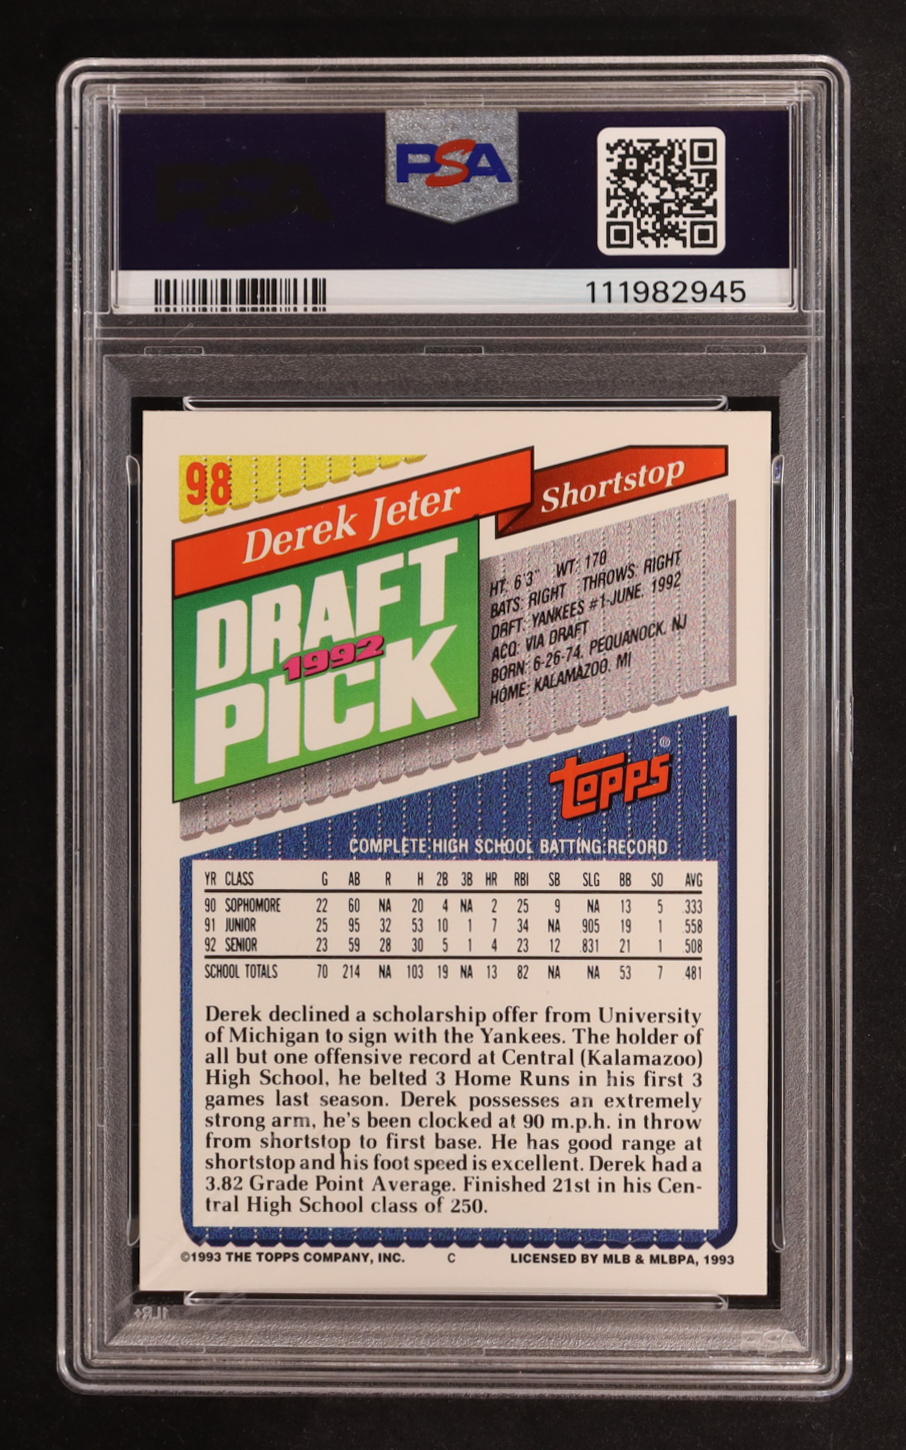 PSA
PSA
111982945
98
Derek Jeter
Shortstop
DRAFT
1992
PICK
HT: 6'3" WT: 170
BATS: RIGHT THROWS: RIGHT
DRFT: YANKEES #1-JUNE, 1992
ACQ: VIA DRAFT
BORN: 6-26-74, PEQUANOCK, NJ
HOME: KALAMAZOO, MI
Topps®
COMPLETE HIGH SCHOOL BATTING RECORD
YR CLASS G AB R H 2B 3B HR RBI SB SLG BB SO AVG
90 SOPHOMORE 22 60 NA 20 4 NA 2 25 9 NA 13 5 .333
91 JUNIOR 25 95 32 53 10 1 7 34 NA .905 19 1 .558
92 SENIOR 23 59 28 30 5 1 4 23 12 .831 21 1 .508
SCHOOL TOTALS 70 214 NA 103 19 NA 13 82 NA NA 53 7 .481
Derek declined a scholarship offer from University
of Michigan to sign with the Yankees. The holder of
all but one offensive record at Central (Kalamazoo)
High School, he belted 3 Home Runs in his first 3
games last season. Derek possesses an extremely
strong arm, he's been clocked at 90 m.p.h. in throw
from shortstop to first base. He has good range at
shortstop and his foot speed is excellent. Derek had a
3.82 Grade Point Average. Finished 21st in his Cen-
tral High School class of 250.
©1993 THE TOPPS COMPANY, INC. C LICENSED BY MLB & MLBPA, 1993
PSA